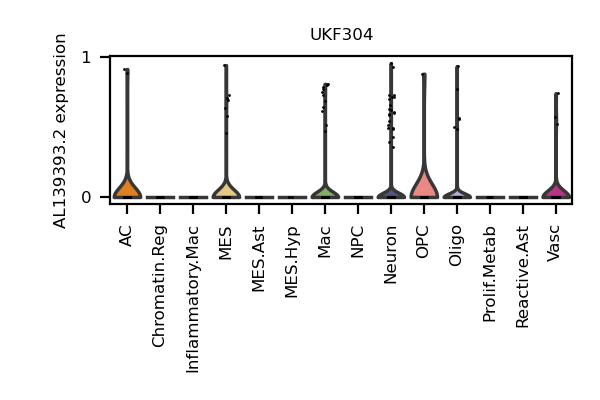 UKF304
AL139393.2 expression
1
0
AC
Chromatin.Reg
Inflammatory.Mac
MES
MES.Ast
MES.Hyp
Mac
NPC
Neuron
OPC
Oligo
Prolif.Metab
Reactive.Ast
Vasc